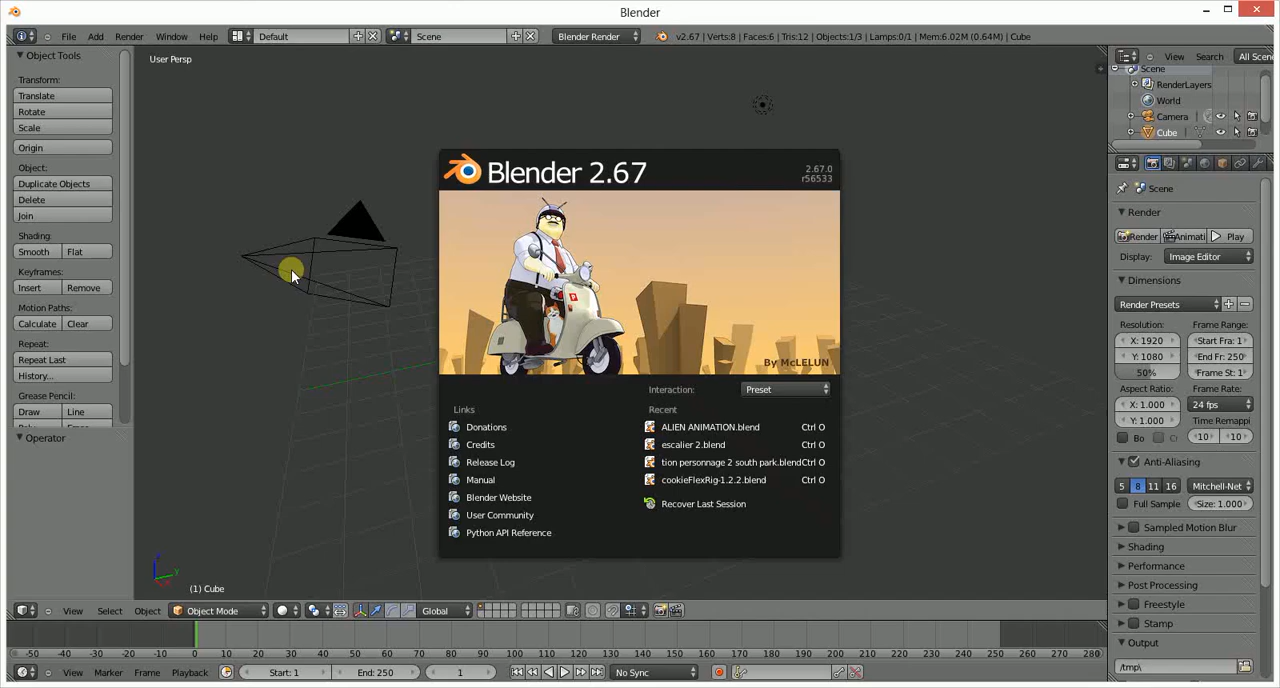 Blender
File Add Render Window Help Default Scene Blender Render v2.67 | Verts:8 | Faces:6 | Tris:12 | Objects:1/3 | Lamps:0/1 | Mem:6.02M (0.64M) | Cube
Object Tools
Transform:
Translate
Rotate
Scale
Origin
Object:
Duplicate Objects
Delete
Join
Shading:
Smooth Flat
Keyframes:
Insert Remove
Motion Paths:
Calculate Clear
Repeat:
Repeat Last
History...
Grease Pencil:
Draw Line
Operator
User Persp
Blender 2.67
2.67.0
r56533
By McLELUN
Interaction: Preset
Links
Donations
Credits
Release Log
Manual
Blender Website
User Community
Python API Reference
Recent
ALIEN ANIMATION.blend Ctrl O
escalier 2.blend Ctrl O
tion personnage 2 south park.blend Ctrl O
cookieFlexRig-1.2.2.blend Ctrl O
Recover Last Session
(1) Cube
View Search All Scen
Scene
RenderLayers
World
Camera
Cube
Scene
Render
Render Animati Play
Display: Image Editor
Dimensions
Render Presets
Resolution: Frame Range:
X: 1920 Start Fra: 1
Y: 1080 End Fr: 250
50% Frame St: 1
Aspect Ratio: Frame Rate:
X: 1.000 24 fps
Y: 1.000 Time Remappi
Bo Cr 10 10
Anti-Aliasing
5 8 11 16 Mitchell-Net
Full Sample Size: 1.000
Sampled Motion Blur
Shading
Performance
Post Processing
Freestyle
Stamp
Output
/tmp\
View Select Object Object Mode Global
-50 -40 -30 -20 -10 0 10 20 30 40 50 60 70 80 90 100 110 120 130 140 150 160 170 180 190 200 210 220 230 240 250 260 270 280
View Marker Frame Playback Start: 1 End: 250 1 No Sync